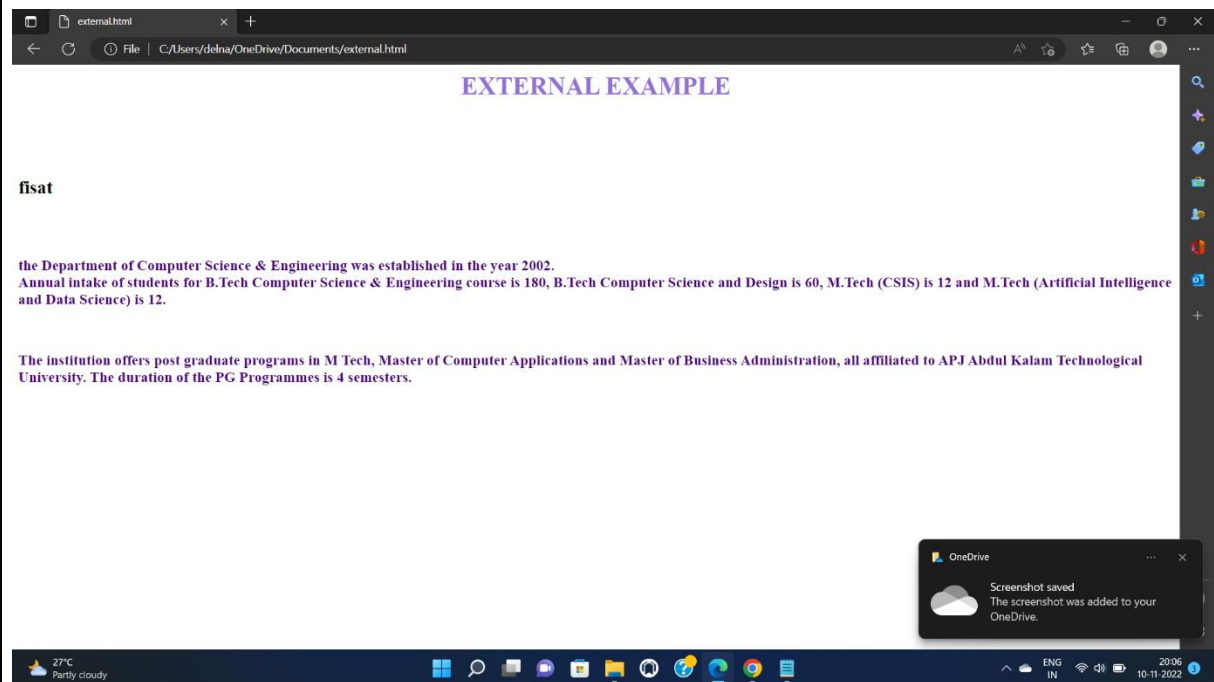 external.html
File | C:/Users/delna/OneDrive/Documents/external.html
EXTERNAL EXAMPLE
fisat
the Department of Computer Science & Engineering was established in the year 2002.
Annual intake of students for B.Tech Computer Science & Engineering course is 180, B.Tech Computer Science and Design is 60, M.Tech (CSIS) is 12 and M.Tech (Artificial Intelligence
and Data Science) is 12.
The institution offers post graduate programs in M Tech, Master of Computer Applications and Master of Business Administration, all affiliated to APJ Abdul Kalam Technological
University. The duration of the PG Programmes is 4 semesters.
OneDrive
Screenshot saved
The screenshot was added to your
OneDrive.
27°C
Partly cloudy
ENG
IN
20:06
10-11-2022
3